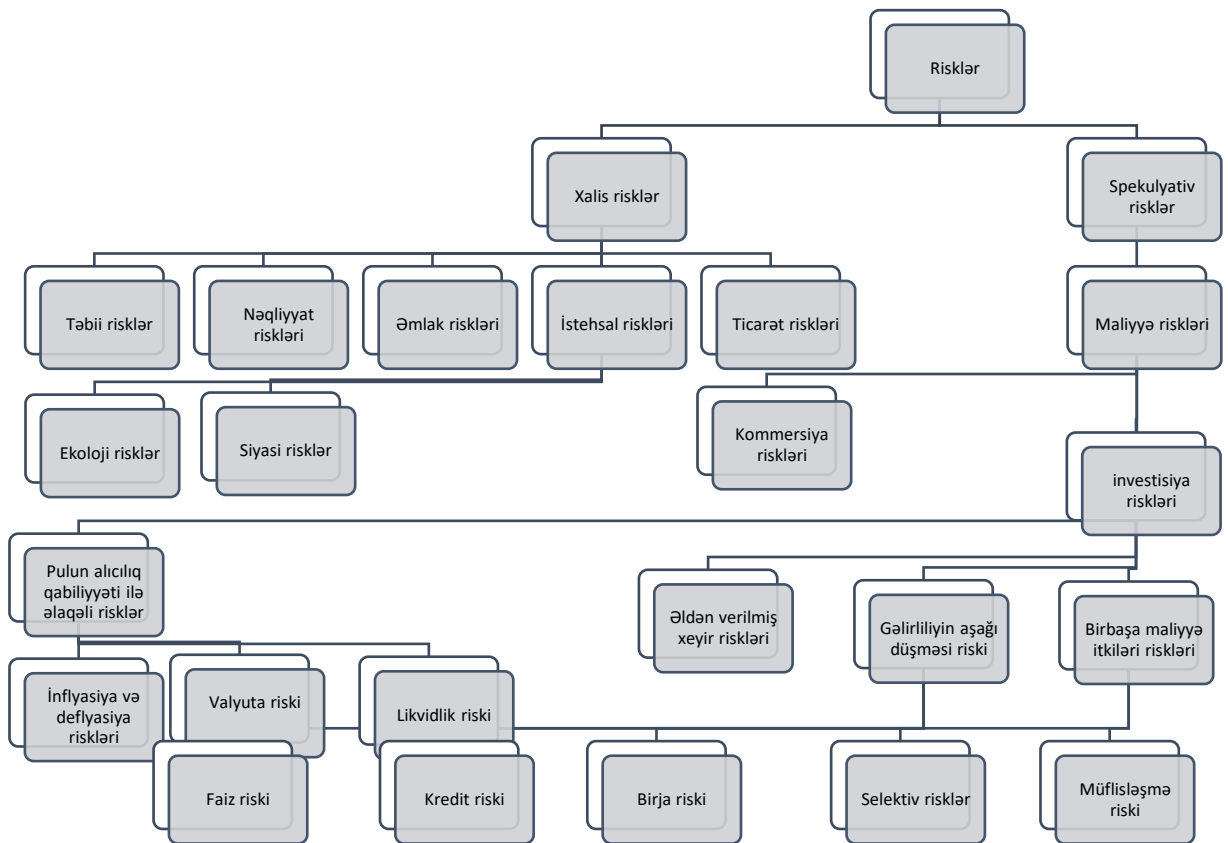 Risklər
Xalis risklər
Spekulyativ
risklər
Təbii risklər
Nəqliyyat
riskləri
Əmlak riskləri
İstehsal riskləri
Ticarət riskləri
Maliyyə riskləri
Ekoloji risklər
Siyasi risklər
Kommersiya
riskləri
investisiya
riskləri
Pulun alıcılıq
qabiliyyəti ilə
əlaqəli risklər
Əldən verilmiş
xeyir riskləri
Gəlirliliyin aşağı
düşməsi riski
Birbaşa maliyyə
itkiləri riskləri
İnflyasiya və
deflyasiya
riskləri
Valyuta riski
Likvidlik riski
Faiz riski
Kredit riski
Birja riski
Selektiv risklər
Müflisləşmə
riski